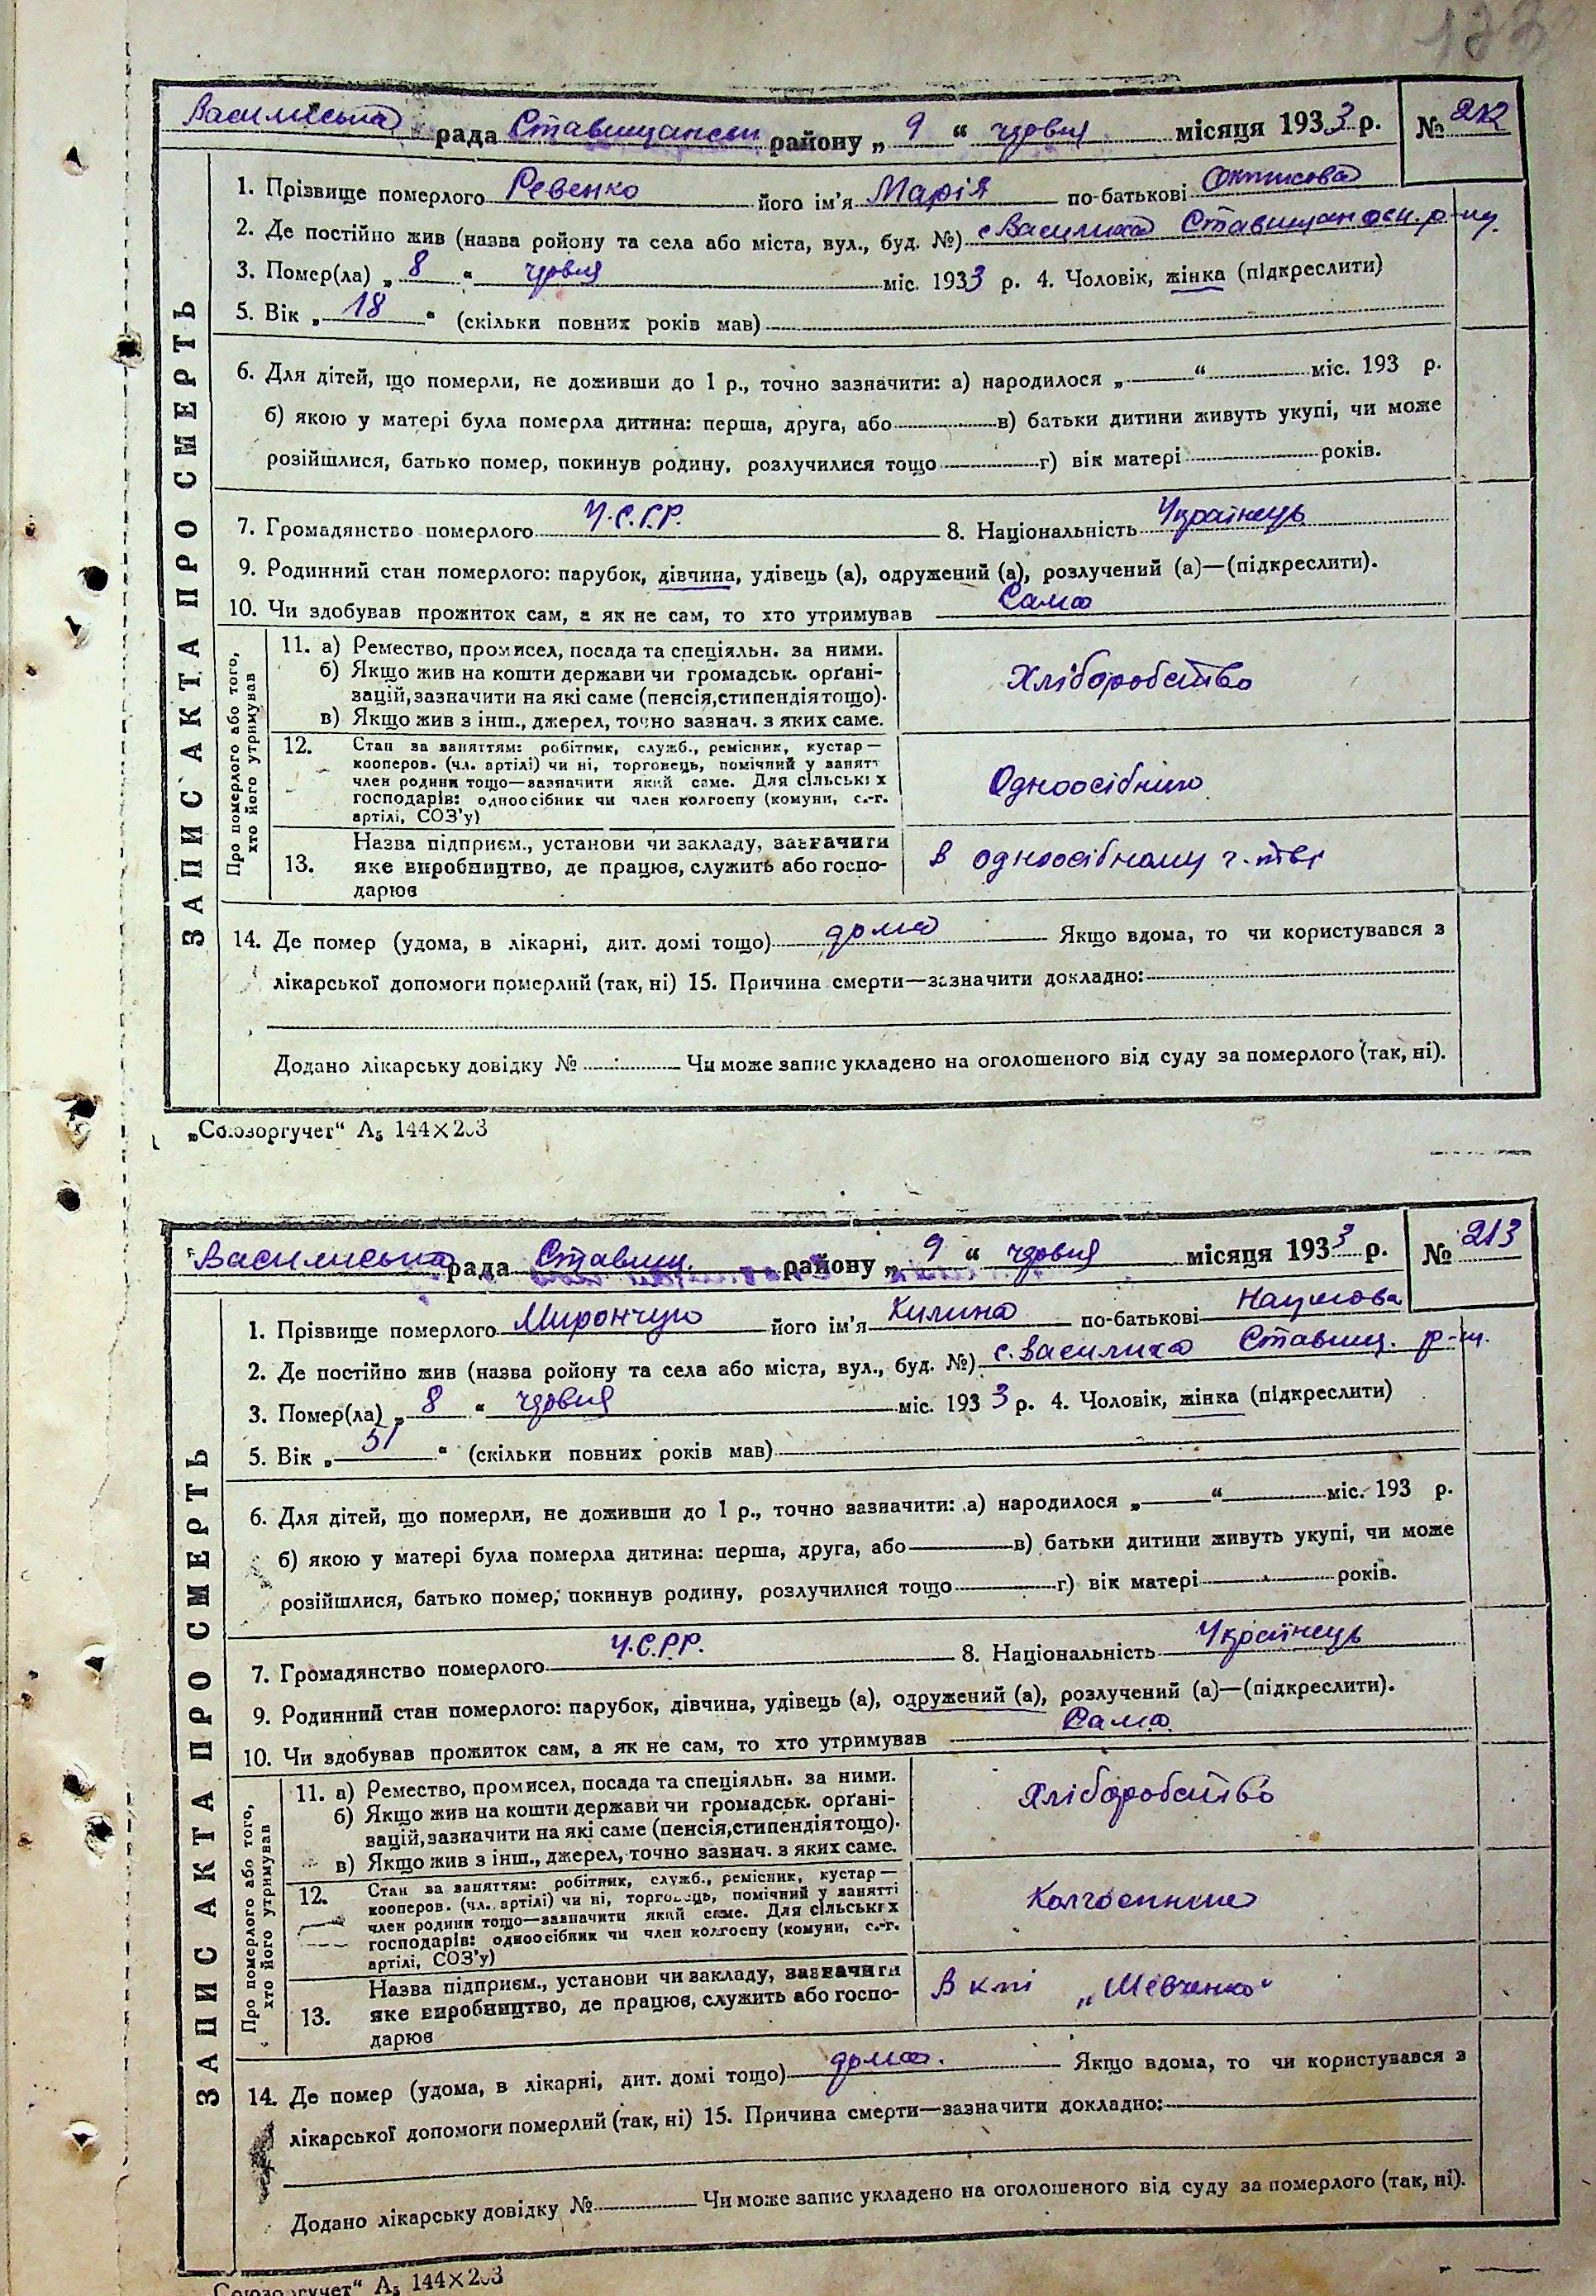 Василиська рада Ставищанськ району „ 9 “ червня місяця 1933 р. № 212
1. Прізвище померлого Ревенко його ім’я Марія по-батькові
2. Де постійно жив (назва ройону та села або міста, вул., буд. №) с Василиха Ставищанськ. р-ну.
3. Помер(ла) „ 8 “ червня міс. 1933 р. 4. Чоловік, жінка (підкреслити)
5. Вік „ 18 “ (скільки повних років мав)
6. Для дітей, що померли, не доживши до 1 р., точно зазначити: а) народилося „ “ міс. 193 р.
б) якою у матері була померла дитина: перша, друга, або в) батьки дитини живуть укупі, чи може
розійшлися, батько помер, покинув родину, розлучилися тощо г) вік матері років.
7. Громадянство померлого У.С.Р.Р. 8. Національність Українець
9. Родинний стан померлого: парубок, дівчина, удівець (а), одружений (а), розлучений (а)—(підкреслити).
10. Чи здобував прожиток сам, а як не сам, то хто утримував Сама
ЗАПИС АКТА ПРО СМЕРТЬ
Про померлого або того,
хто його утримував
11. а) Ремество, промисел, посада та спеціяльн. за ними.
б) Якщо жив на кошти держави чи громадськ. орґані-
зацій, зазначити на які саме (пенсія, стипендія тощо).
в) Якщо жив з інш., джерел, точно зазнач. з яких саме.
Хліборобство
12. Стан за заняттям: робітник, служб., ремісник, кустар—
кооперов. (чл. артілі) чи ні, торговець, помічний у занятт
член родини тощо—зазначити який саме. Для сільських
господарів: одноосібник чи член колгоспу (комуни, с.-г.
артілі, СОЗ’у)
Одноосібник
13. Назва підприєм., установи чи закладу, зазначити
яке виробництво, де працює, служить або госпо-
дарює
В одноосібному г-тві
14. Де помер (удома, в лікарні, дит. домі тощо) дома Якщо вдома, то чи користувався з
лікарської допомоги померлий (так, ні) 15. Причина смерти—зазначити докладно:
Додано лікарську довідку № Чи може запис укладено на оголошеного від суду за померлого (так, ні).
„Союзоргучет“ А5 144×203
Василиська рада Ставищ. району „ 9 “ червня місяця 1933 р. № 213
1. Прізвище померлого Мирончук його ім’я Килина по-батькові Наумова
2. Де постійно жив (назва ройону та села або міста, вул., буд. №) с. Василиха Ставищ. р-н.
3. Помер(ла) „ 8 “ червня міс. 1933 р. 4. Чоловік, жінка (підкреслити)
5. Вік „ 51 “ (скільки повних років мав)
6. Для дітей, що померли, не доживши до 1 р., точно зазначити: а) народилося „ “ міс. 193 р.
б) якою у матері була померла дитина: перша, друга, або в) батьки дитини живуть укупі, чи може
розійшлися, батько помер, покинув родину, розлучилися тощо г) вік матері років.
7. Громадянство померлого У.С.Р.Р. 8. Національність Українець
9. Родинний стан померлого: парубок, дівчина, удівець (а), одружений (а), розлучений (а)—(підкреслити).
10. Чи здобував прожиток сам, а як не сам, то хто утримував Сама
ЗАПИС АКТА ПРО СМЕРТЬ
Про померлого або того,
хто його утримував
11. а) Ремество, промисел, посада та спеціяльн. за ними.
б) Якщо жив на кошти держави чи громадськ. орґані-
зацій, зазначити на які саме (пенсія, стипендія тощо).
в) Якщо жив з інш., джерел, точно зазнач. з яких саме.
Хліборобство
12. Стан за заняттям: робітник, служб., ремісник, кустар—
кооперов. (чл. артілі) чи ні, торговець, помічний у занятті
член родини тощо—зазначити який саме. Для сільських
господарів: одноосібник чи член колгоспу (комуни, с.-г.
артілі, СОЗ’у)
Колгоспник
13. Назва підприєм., установи чи закладу, зазначити
яке виробництво, де працює, служить або госпо-
дарює
В к-пі „Шевченко“
14. Де помер (удома, в лікарні, дит. домі тощо) дома. Якщо вдома, то чи користувався з
лікарської допомоги померлий (так, ні) 15. Причина смерти—зазначити докладно:
Додано лікарську довідку № Чи може запис укладено на оголошеного від суду за померлого (так, ні).
Союзоргучет“ А5 144×203